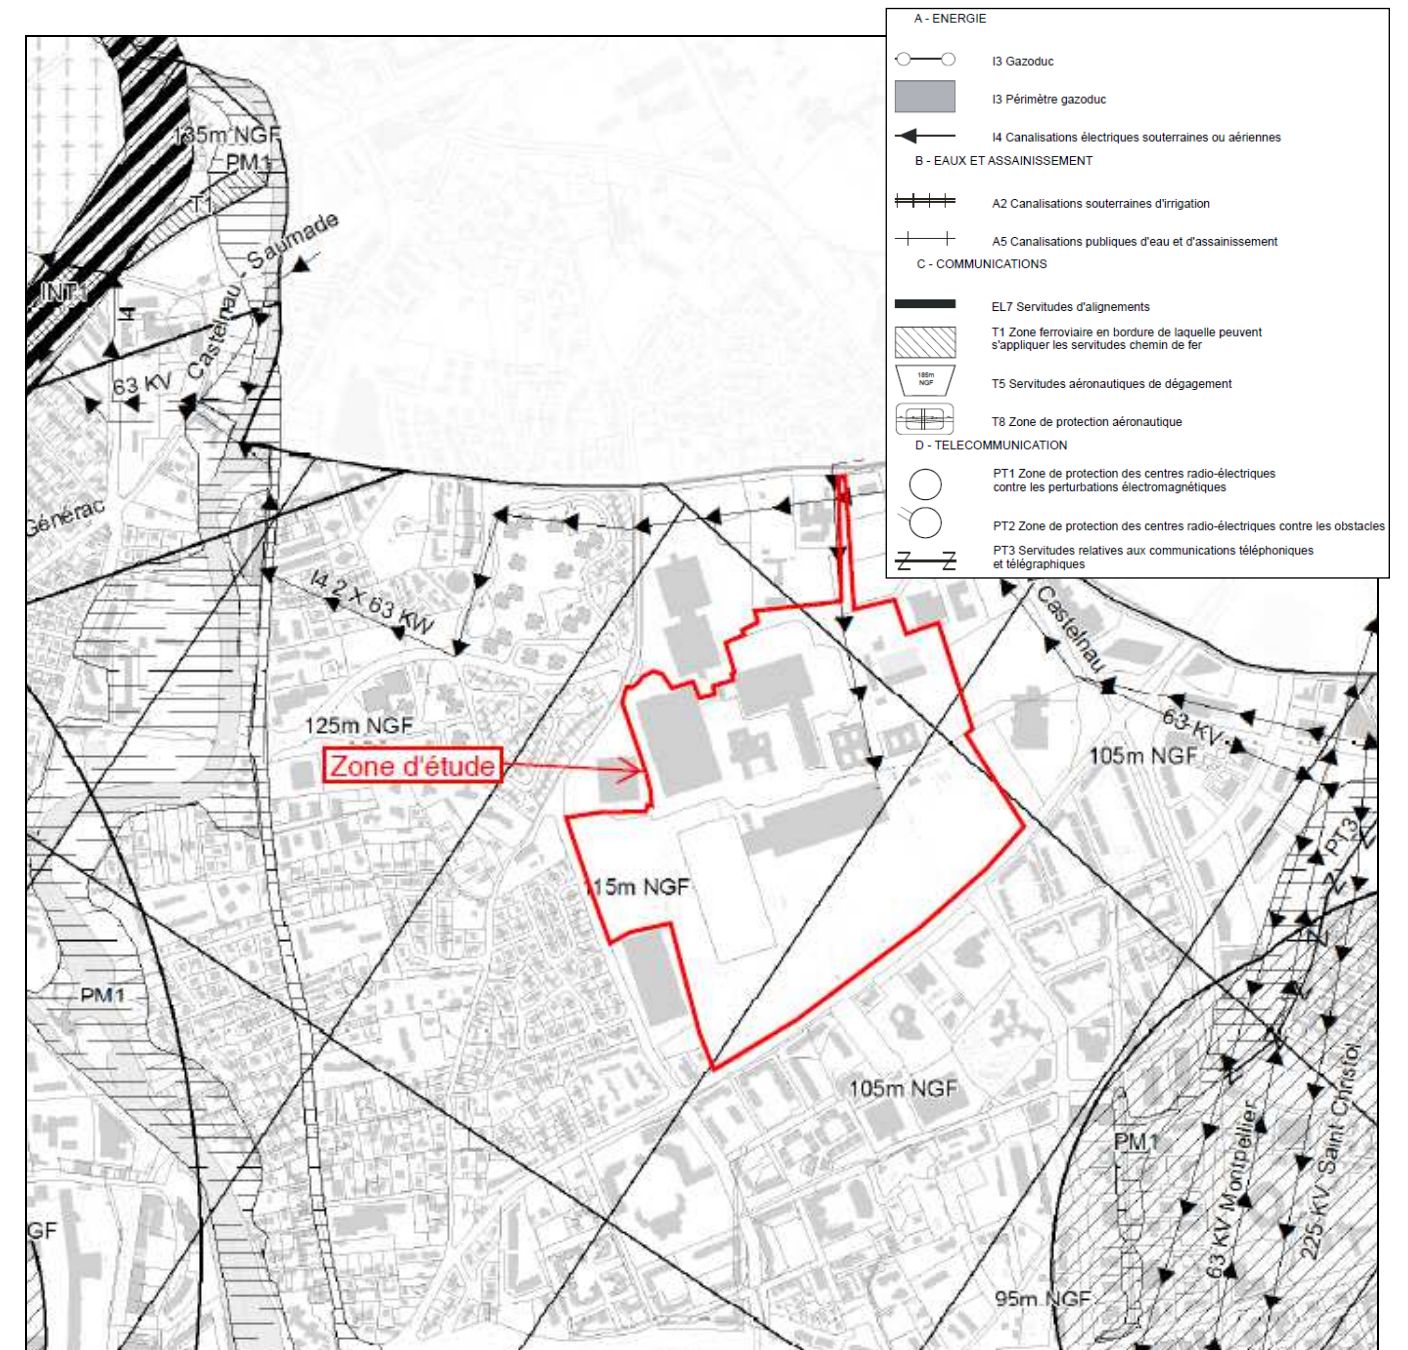 A - ENERGIE
I3 Gazoduc
I3 Périmètre gazoduc
I4 Canalisations électriques souterraines ou aériennes
B - EAUX ET ASSAINISSEMENT
A2 Canalisations souterraines d'irrigation
A5 Canalisations publiques d'eau et d'assainissement
C - COMMUNICATIONS
EL7 Servitudes d'alignements
T1 Zone ferroviaire en bordure de laquelle peuvent
s'appliquer les servitudes chemin de fer
185m
NGF
T5 Servitudes aéronautiques de dégagement
T8 Zone de protection aéronautique
D - TELECOMMUNICATION
PT1 Zone de protection des centres radio-électriques
contre les perturbations électromagnétiques
PT2 Zone de protection des centres radio-électriques contre les obstacles
PT3 Servitudes relatives aux communications téléphoniques
et télégraphiques
135m NGF
PM1
T1
Castelnau - Saumade
INT1
I4
63 KV
Générac
I4 2 X 63 KW
Castelnau
63 KV
125m NGF
Zone d'étude
105m NGF
PT3
115m NGF
PM1
105m NGF
PM1
63 KV Montpellier
225 KV Saint Christol
GF
95m NGF